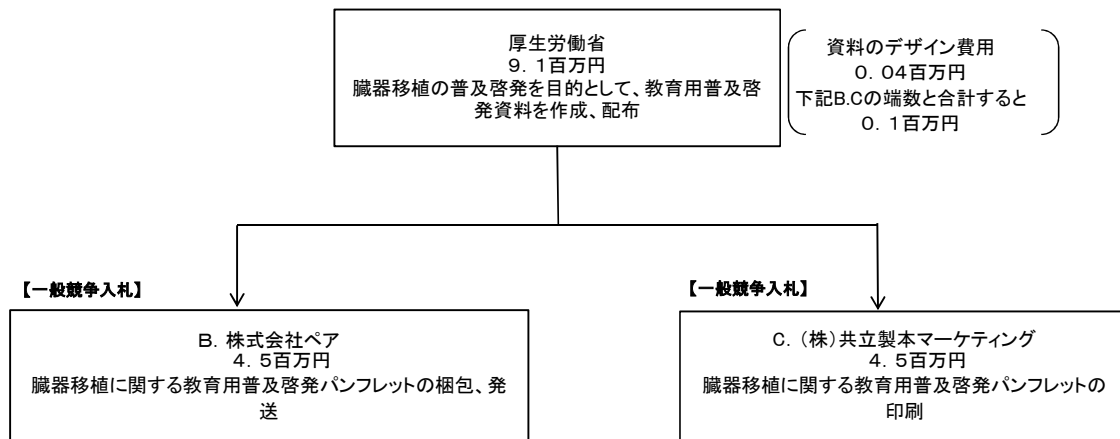 厚生労働省
９．１百万円
臓器移植の普及啓発を目的として、教育用普及啓
発資料を作成、配布
資料のデザイン費用
０．０４百万円
下記B.Cの端数と合計すると
０．１百万円
【一般競争入札】
B．株式会社ペア
４．５百万円
臓器移植に関する教育用普及啓発パンフレットの梱包、発
送
【一般競争入札】
C．（株）共立製本マーケティング
４．５百万円
臓器移植に関する教育用普及啓発パンフレットの
印刷